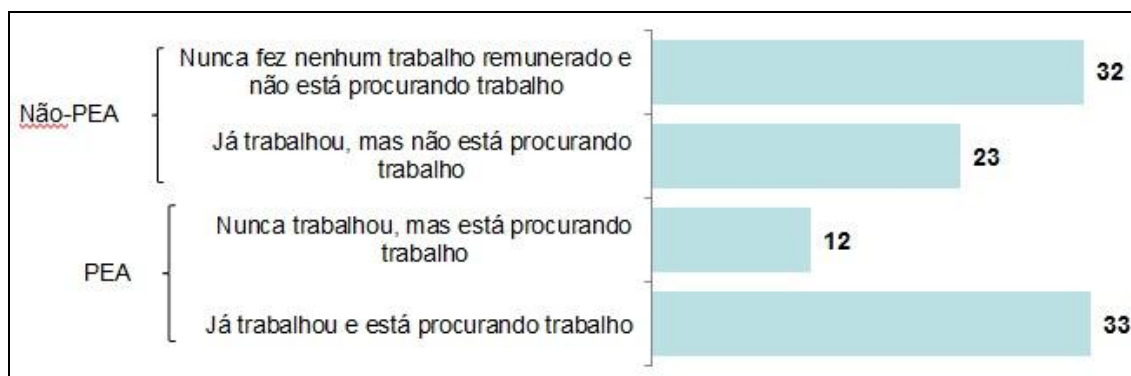 Não-PEA
Nunca fez nenhum trabalho remunerado e
não está procurando trabalho
32
Já trabalhou, mas não está procurando
trabalho
23
PEA
Nunca trabalhou, mas está procurando
trabalho
12
Já trabalhou e está procurando trabalho
33